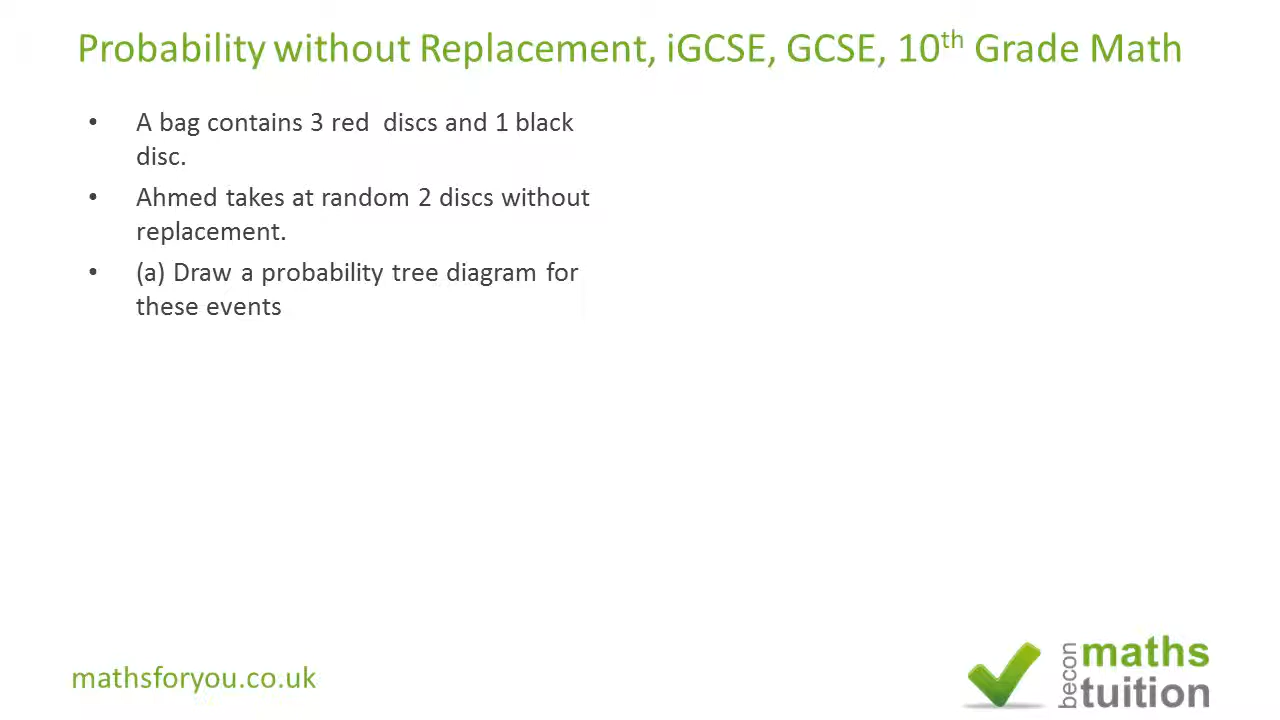 Probability without Replacement, iGCSE, GCSE, 10th Grade Math
• A bag contains 3 red  discs and 1 black
disc.
• Ahmed takes at random 2 discs without
replacement.
• (a) Draw a probability tree diagram for
these events
mathsforyou.co.uk
becon
maths
tuition